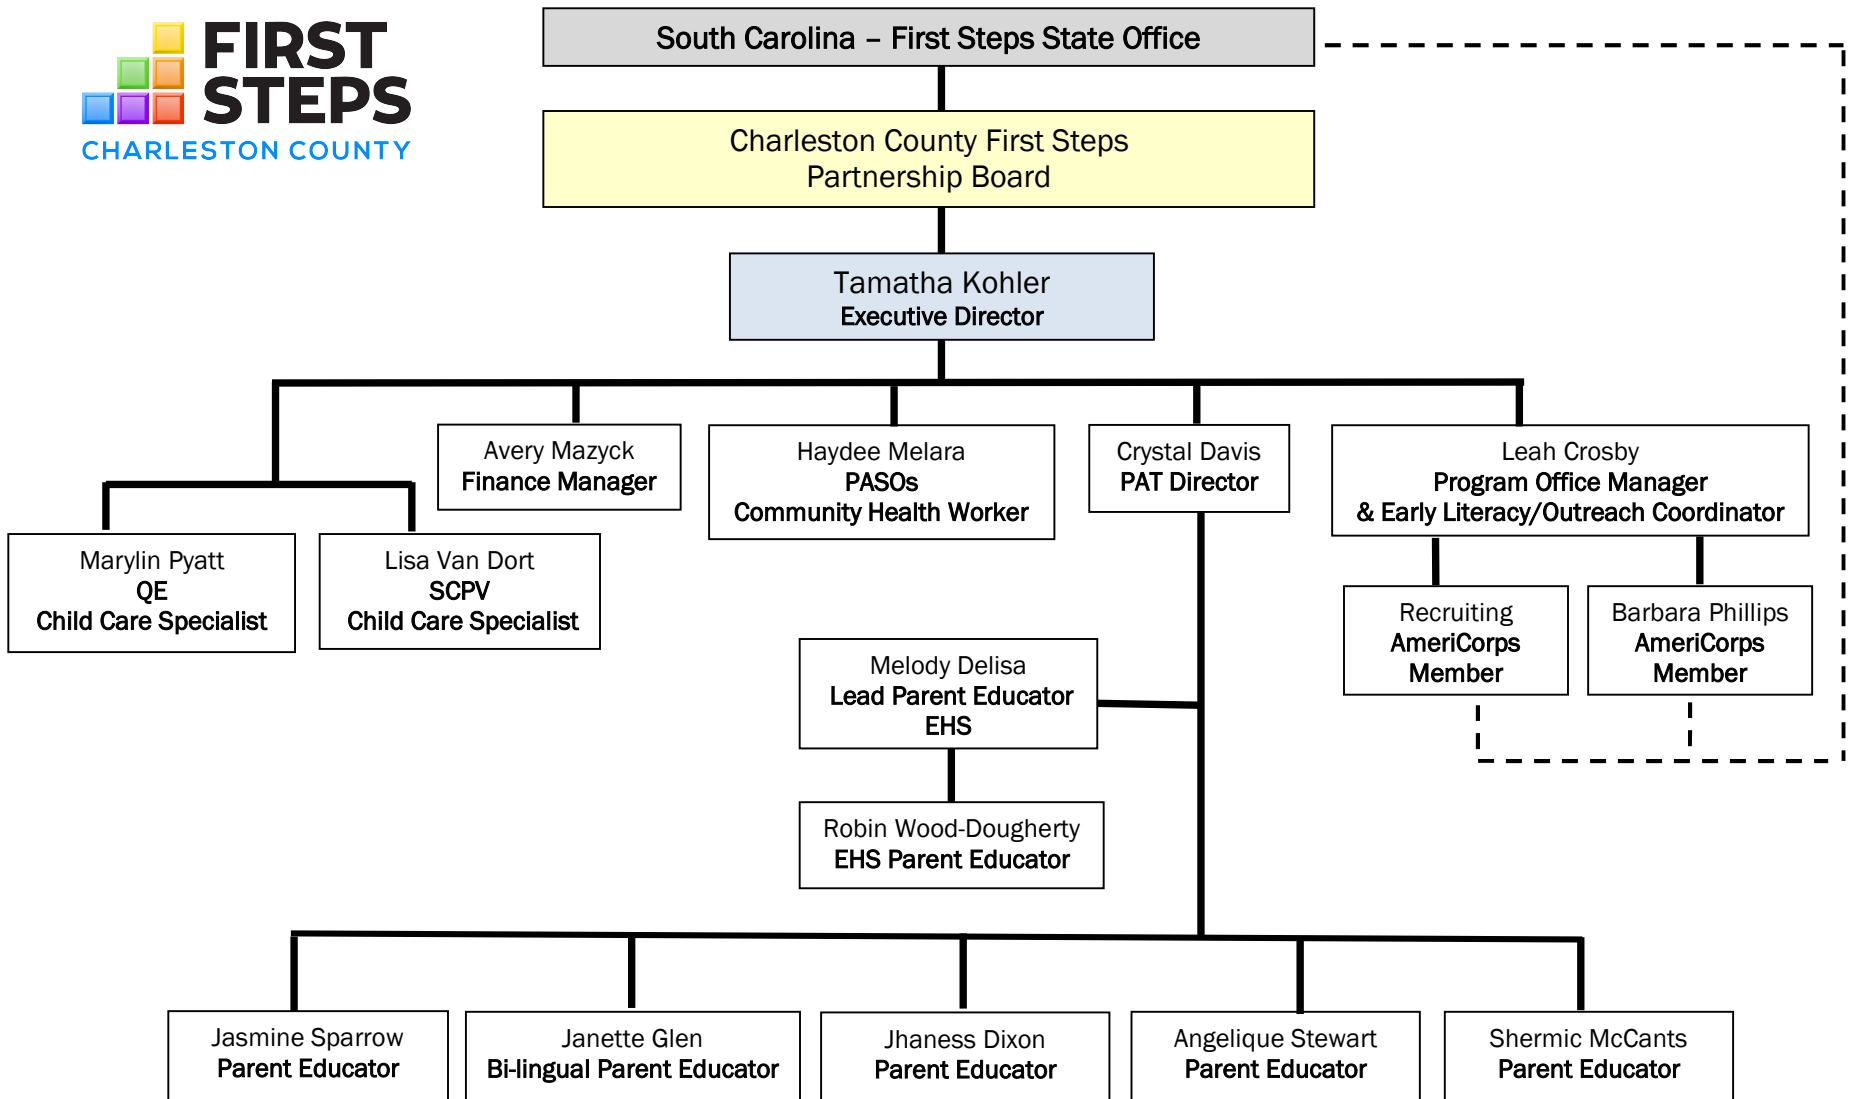 FIRST
STEPS
CHARLESTON COUNTY
South Carolina – First Steps State Office
Charleston County First Steps
Partnership Board
Tamatha Kohler
Executive Director
Avery Mazyck
Finance Manager
Haydee Melara
PASOs
Community Health Worker
Crystal Davis
PAT Director
Leah Crosby
Program Office Manager
& Early Literacy/Outreach Coordinator
Marylin Pyatt
QE
Child Care Specialist
Lisa Van Dort
SCPV
Child Care Specialist
Recruiting
AmeriCorps
Member
Barbara Phillips
AmeriCorps
Member
Melody Delisa
Lead Parent Educator
EHS
Robin Wood-Dougherty
EHS Parent Educator
Jasmine Sparrow
Parent Educator
Janette Glen
Bi-lingual Parent Educator
Jhaness Dixon
Parent Educator
Angelique Stewart
Parent Educator
Shermic McCants
Parent Educator